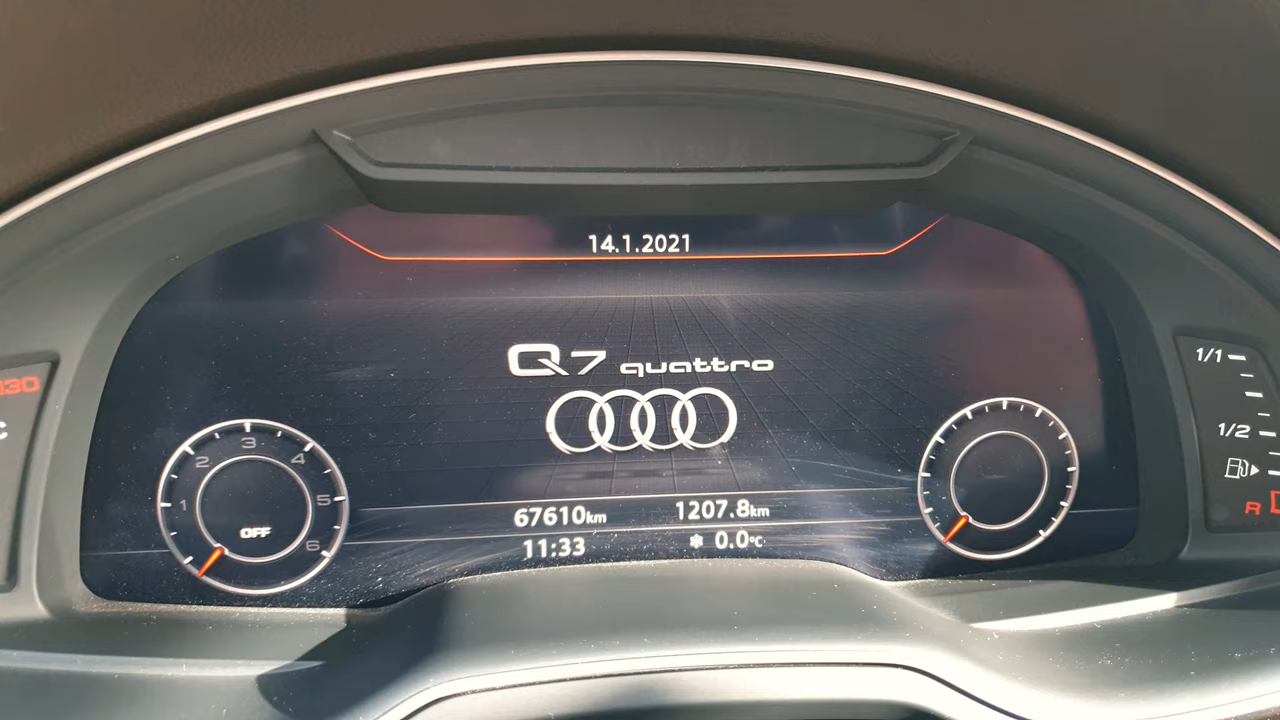 14.1.2021
Q7 quattro
130
C
1 2 3 4 5 6
OFF
67610km 1207.8km
11:33 0.0°C
1/1
1/2
R